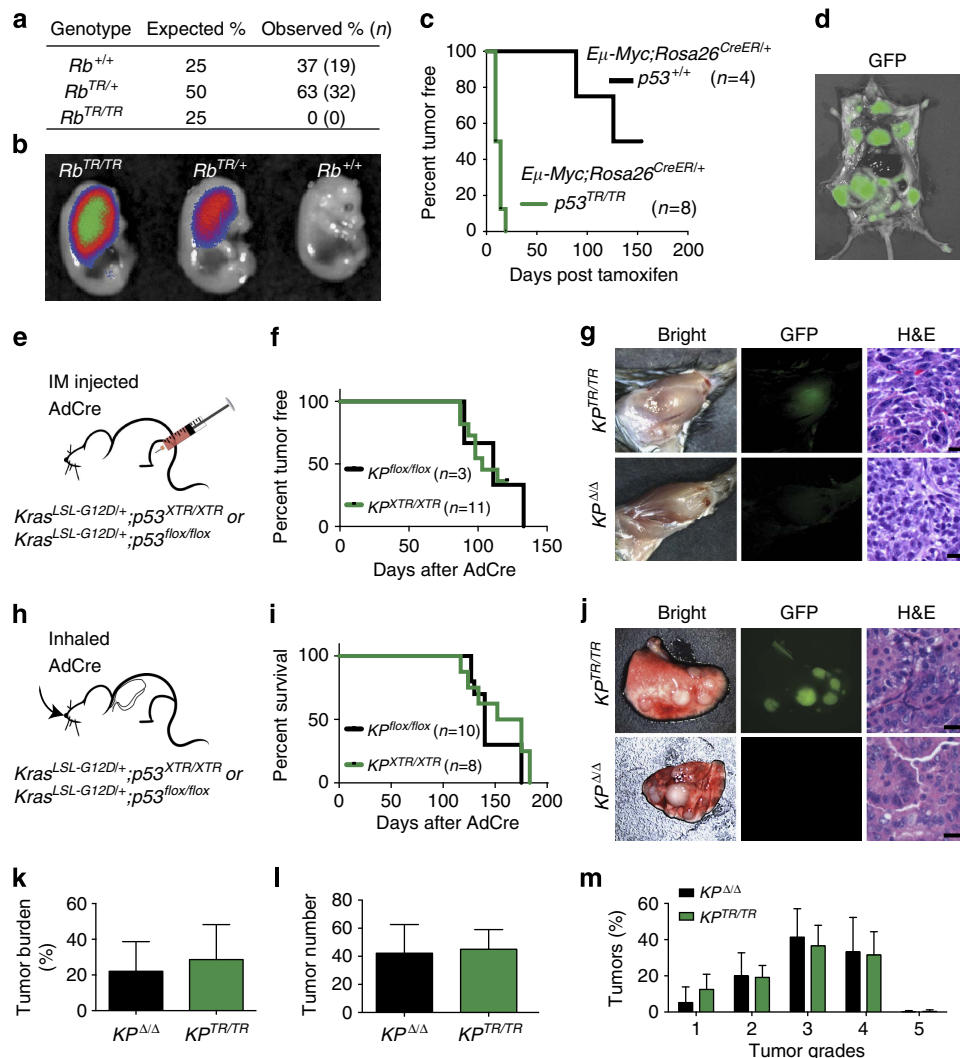 a
Genotype Expected % Observed % (n)
Rb+/+ 25 37 (19)
RbTR/+ 50 63 (32)
RbTR/TR 25 0 (0)
b
RbTR/TR RbTR/+ Rb+/+
c
Percent tumor free
100
80
60
40
20
0
0 50 100 150 200
Days post tamoxifen
Eμ-Myc;Rosa26CreER/+
p53+/+ (n=4)
Eμ-Myc;Rosa26CreER/+
p53TR/TR (n=8)
d
GFP
e
IM injected
AdCre
KrasLSL-G12D/+;p53XTR/XTR or
KrasLSL-G12D/+;p53flox/flox
f
Percent tumor free
100
50
0
KPflox/flox (n=3)
KPXTR/XTR (n=11)
0 50 100 150
Days after AdCre
g
Bright GFP H&E
KPTR/TR
KPΔ/Δ
h
Inhaled
AdCre
KrasLSL-G12D/+;p53XTR/XTR or
KrasLSL-G12D/+;p53flox/flox
i
Percent survival
100
50
0
KPflox/flox (n=10)
KPXTR/XTR (n=8)
0 50 100 150 200
Days after AdCre
j
Bright GFP H&E
KPTR/TR
KPΔ/Δ
k
Tumor burden
(%)
60
40
20
0
KPΔ/Δ KPTR/TR
l
Tumor number
80
60
40
20
0
KPΔ/Δ KPTR/TR
m
Tumors (%)
60
40
20
0
KPΔ/Δ
KPTR/TR
1 2 3 4 5
Tumor grades